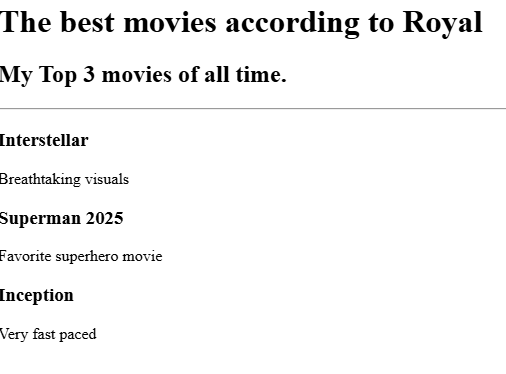 The best movies according to Royal
My Top 3 movies of all time.
Interstellar
Breathtaking visuals
Superman 2025
Favorite superhero movie
Inception
Very fast paced